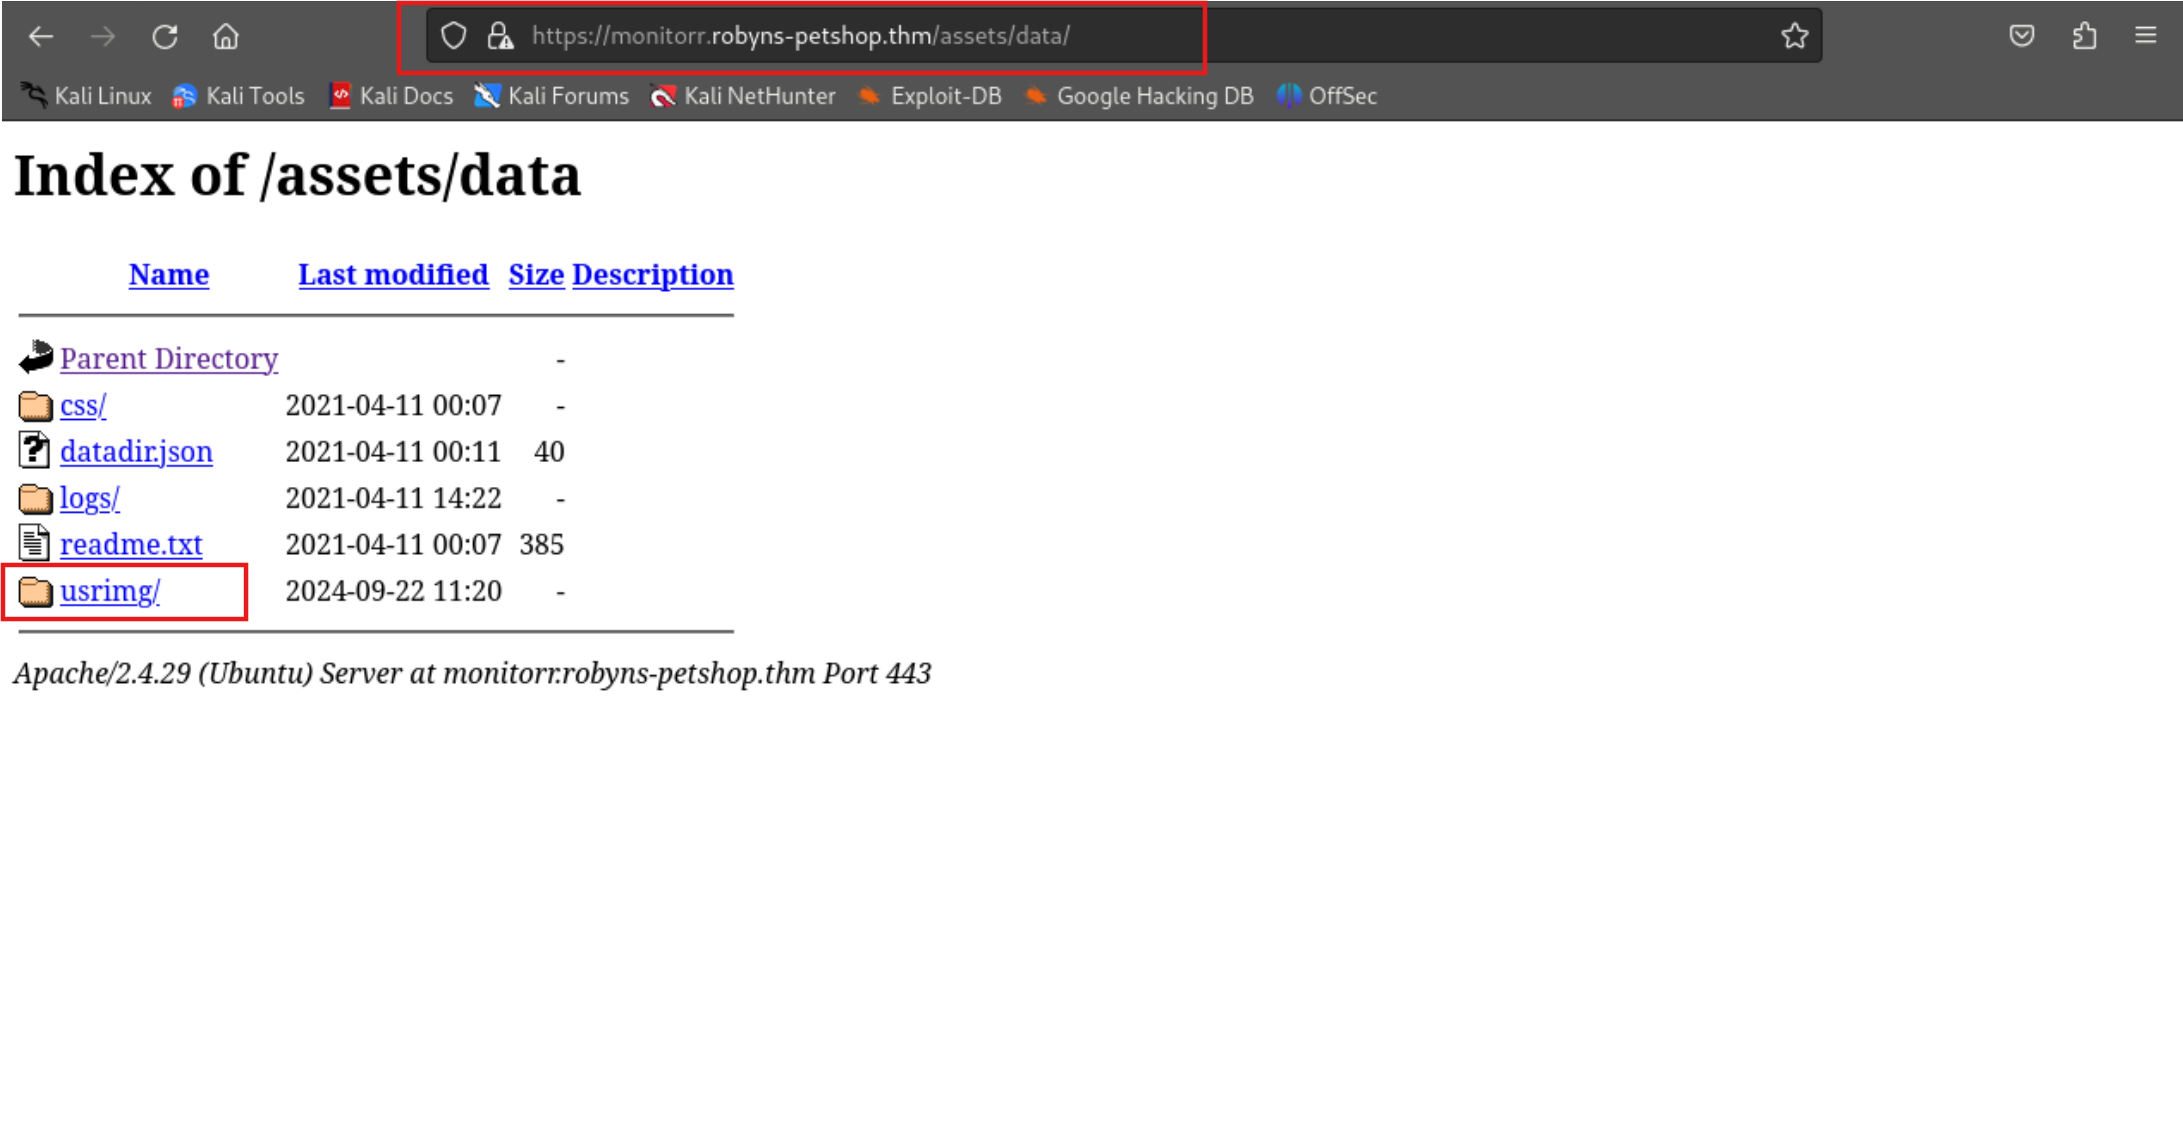 https://monitorr.robyns-petshop.thm/assets/data/
Kali Linux Kali Tools Kali Docs Kali Forums Kali NetHunter Exploit-DB Google Hacking DB OffSec
Index of /assets/data
Name Last modified Size Description
Parent Directory -
css/ 2021-04-11 00:07 -
datadir.json 2021-04-11 00:11 40
logs/ 2021-04-11 14:22 -
readme.txt 2021-04-11 00:07 385
usrimg/ 2024-09-22 11:20 -
Apache/2.4.29 (Ubuntu) Server at monitorr.robyns-petshop.thm Port 443